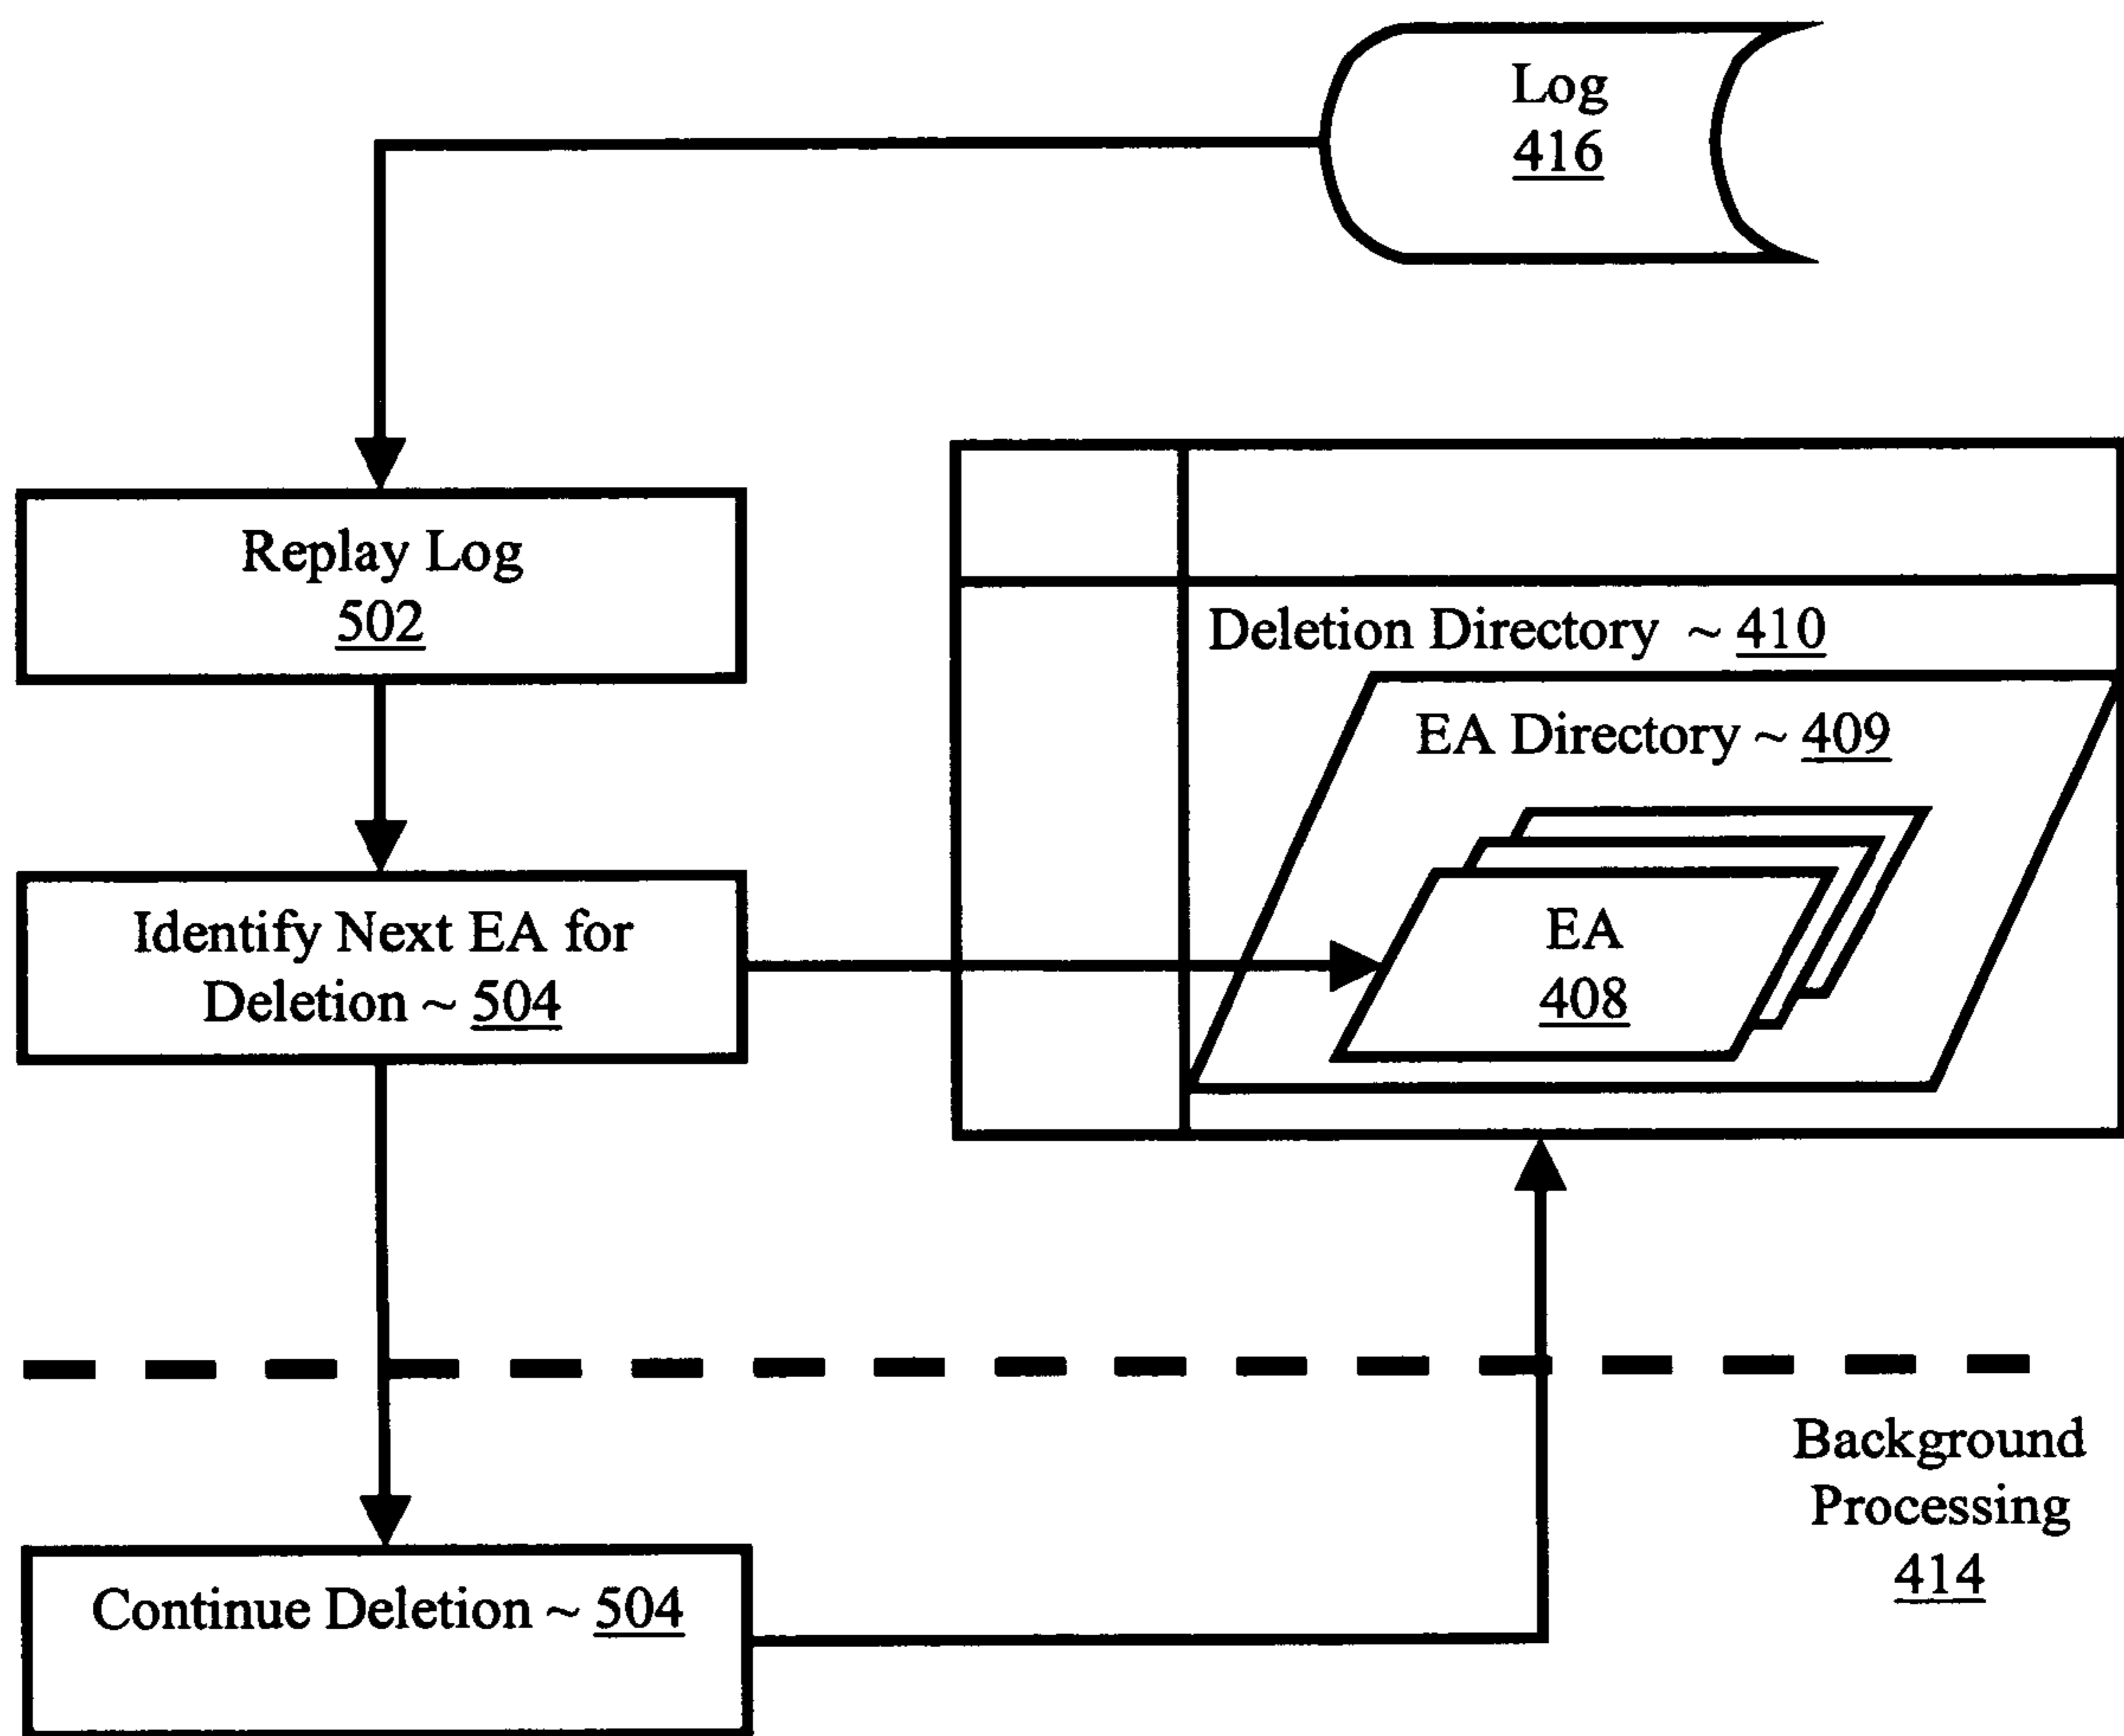 Log
416
Replay Log
502
Deletion Directory ~ 410
EA Directory ~ 409
Identify Next EA for
Deletion ~ 504
EA
408
Background
Processing
414
Continue Deletion ~ 504